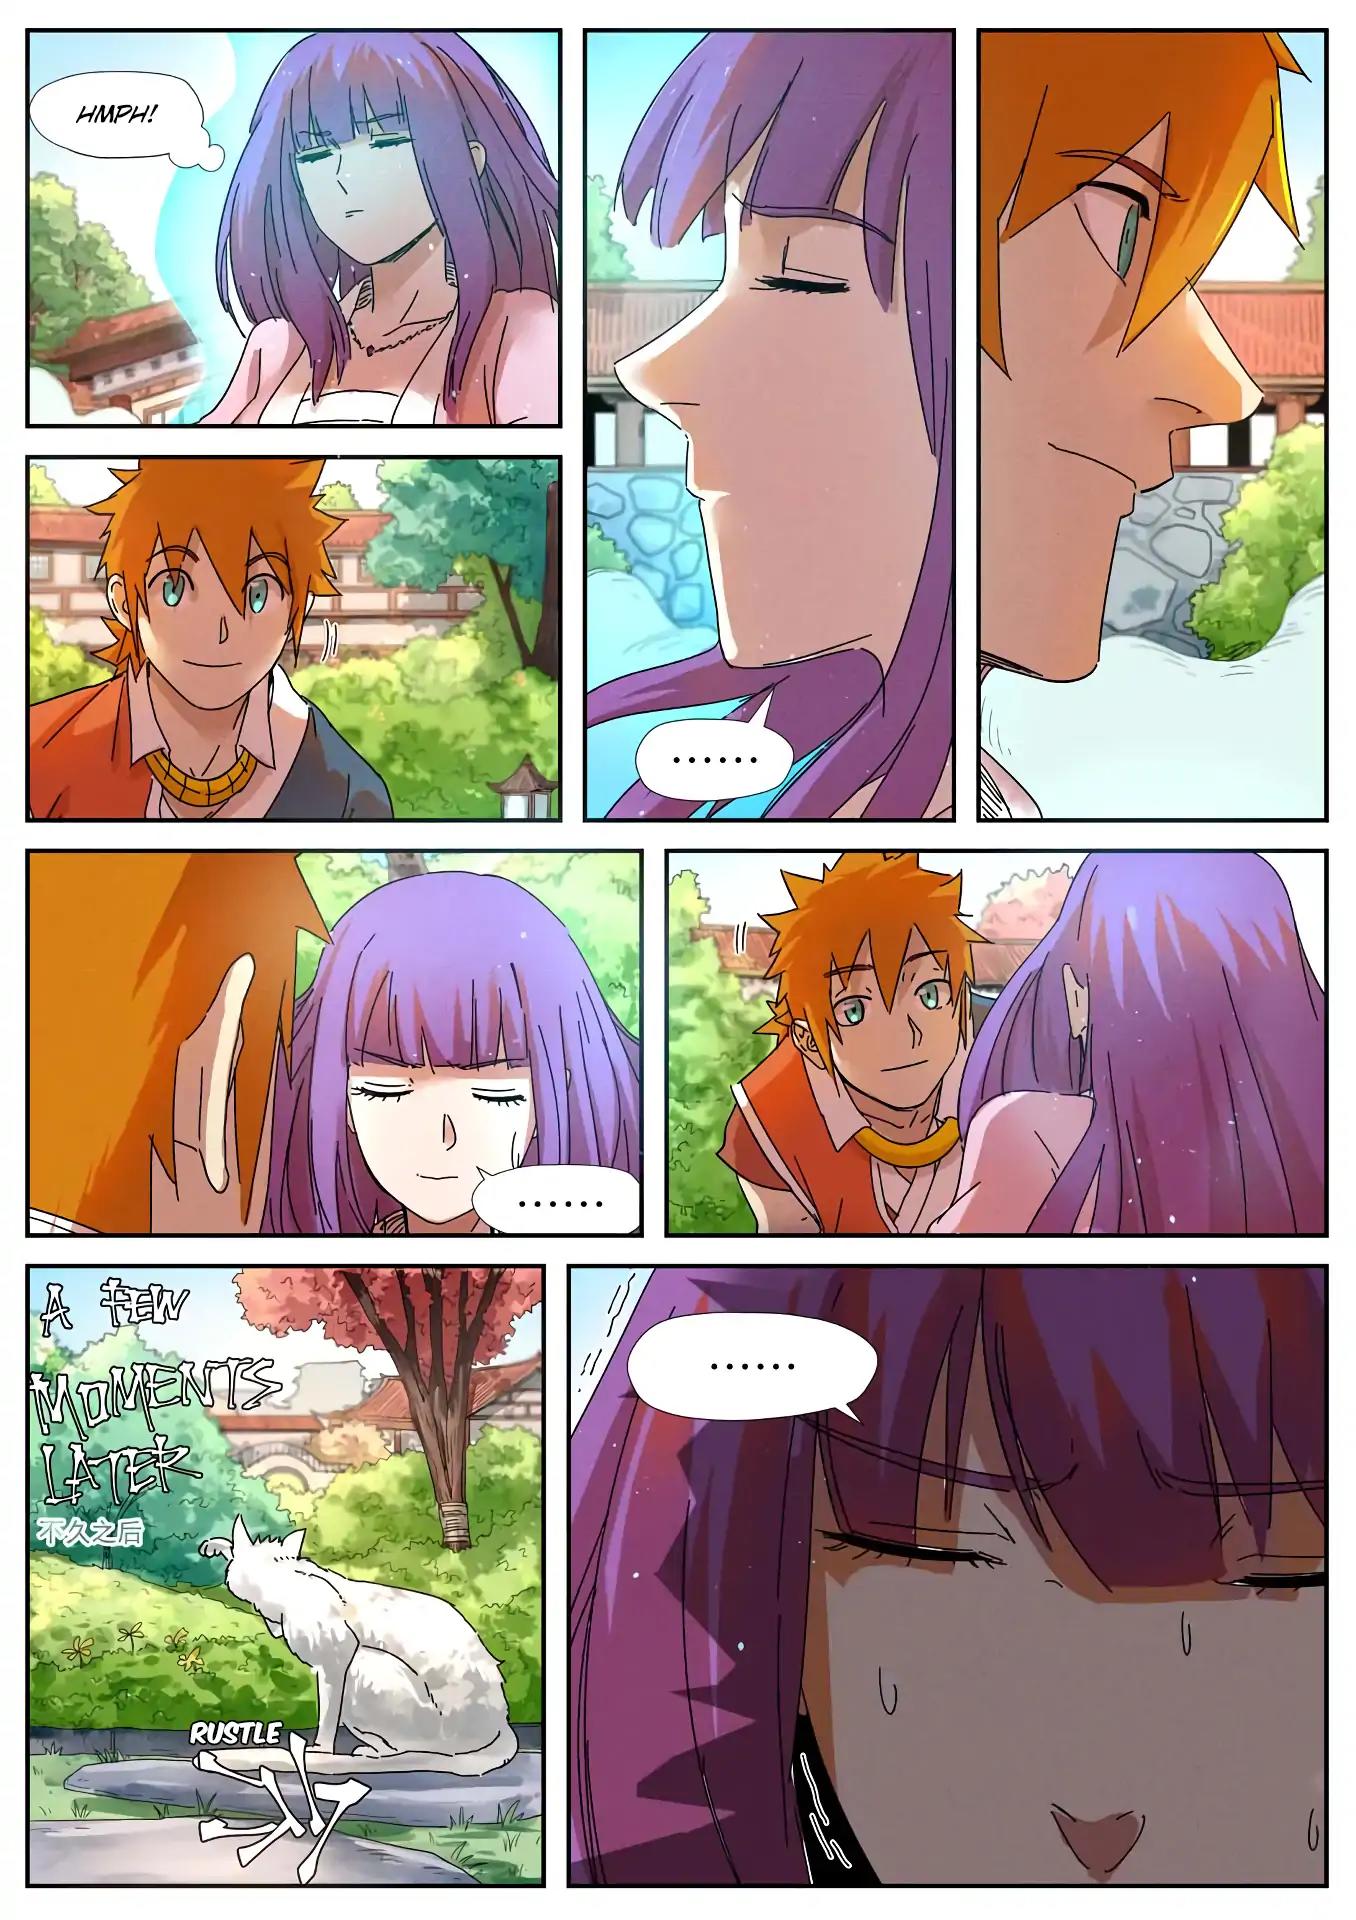 HMPH!
......
......
A FEW
MOMENTS
LATER
不久之后
......
RUSTLE